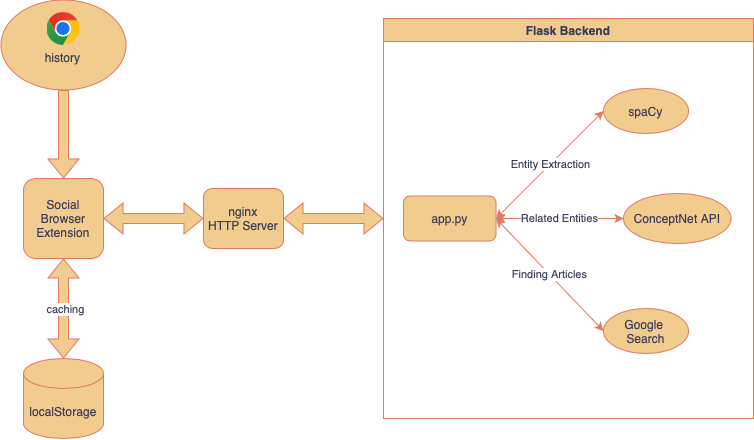 history
Flask Backend
spaCy
Entity Extraction
Social
Browser
Extension
nginx
HTTP Server
app.py
Related Entities
ConceptNet API
Finding Articles
caching
Google
Search
localStorage